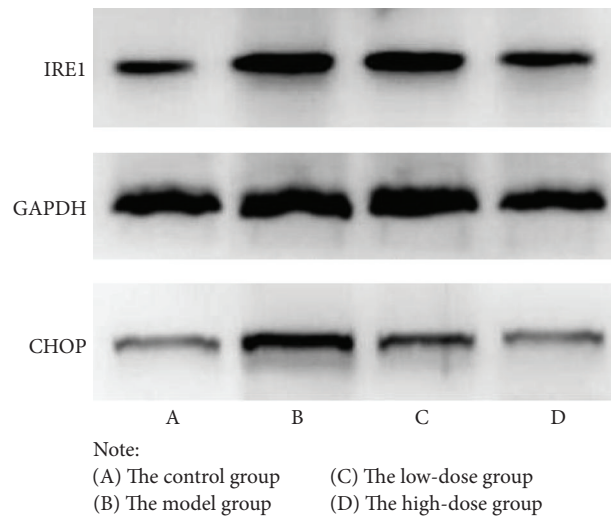 IRE1
GAPDH
CHOP
A B C D
Note:
(A) The control group (C) The low-dose group
(B) The model group (D) The high-dose group